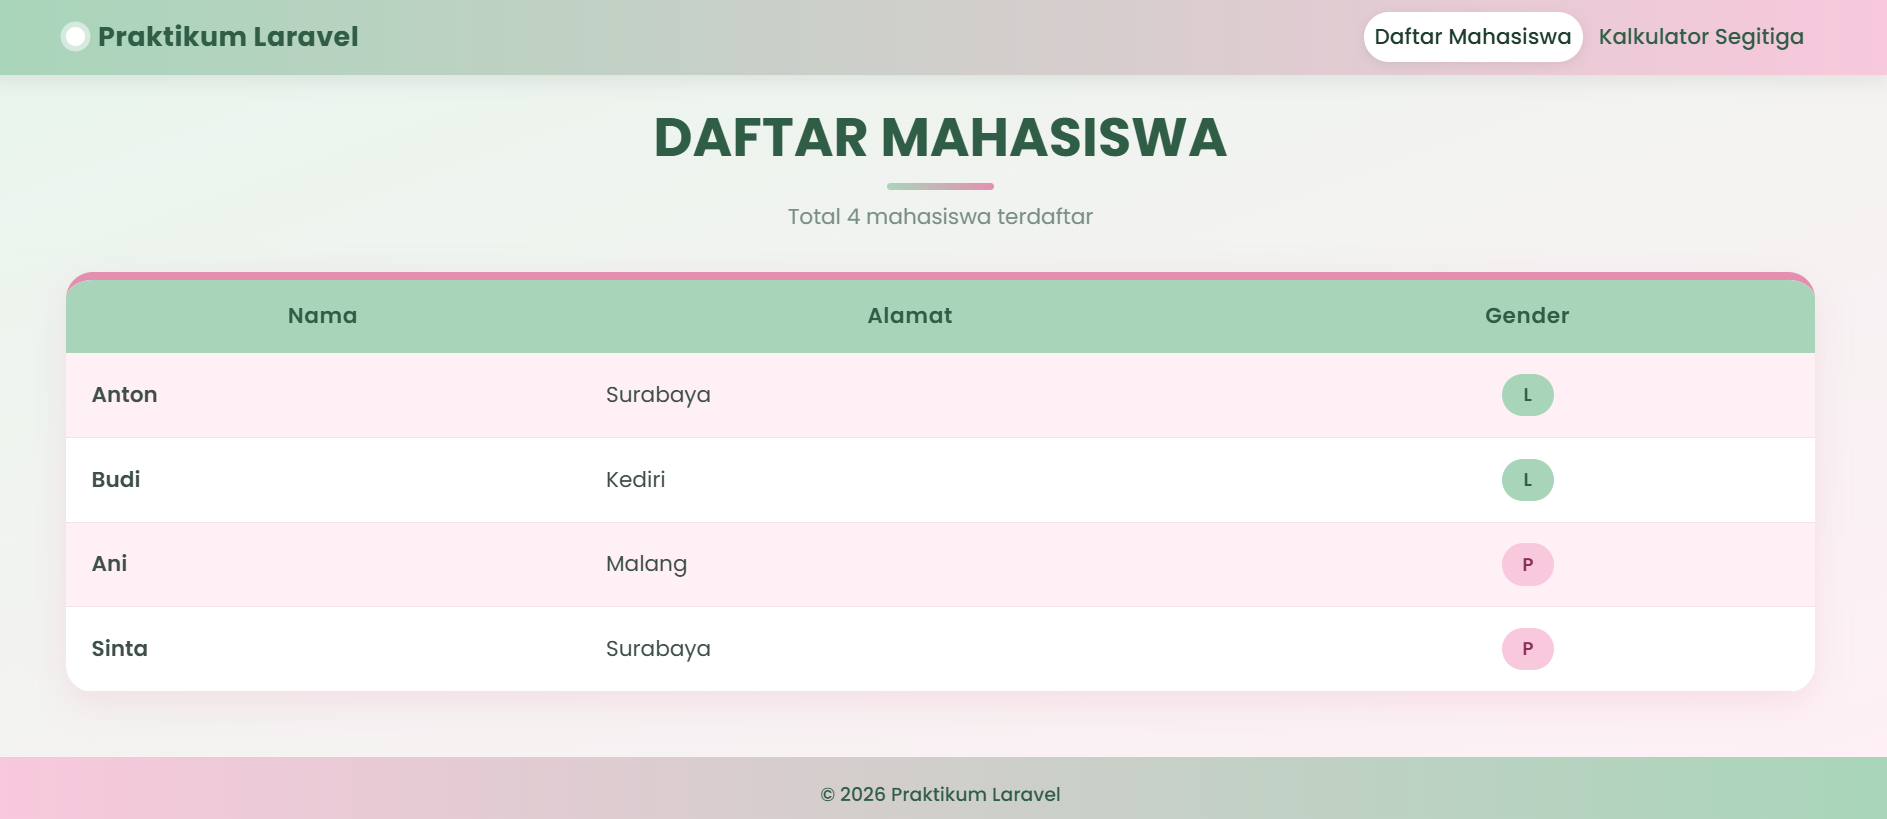 Praktikum Laravel
Daftar Mahasiswa Kalkulator Segitiga
DAFTAR MAHASISWA
Total 4 mahasiswa terdaftar
Nama Alamat Gender
Anton Surabaya L
Budi Kediri L
Ani Malang P
Sinta Surabaya P
© 2026 Praktikum Laravel